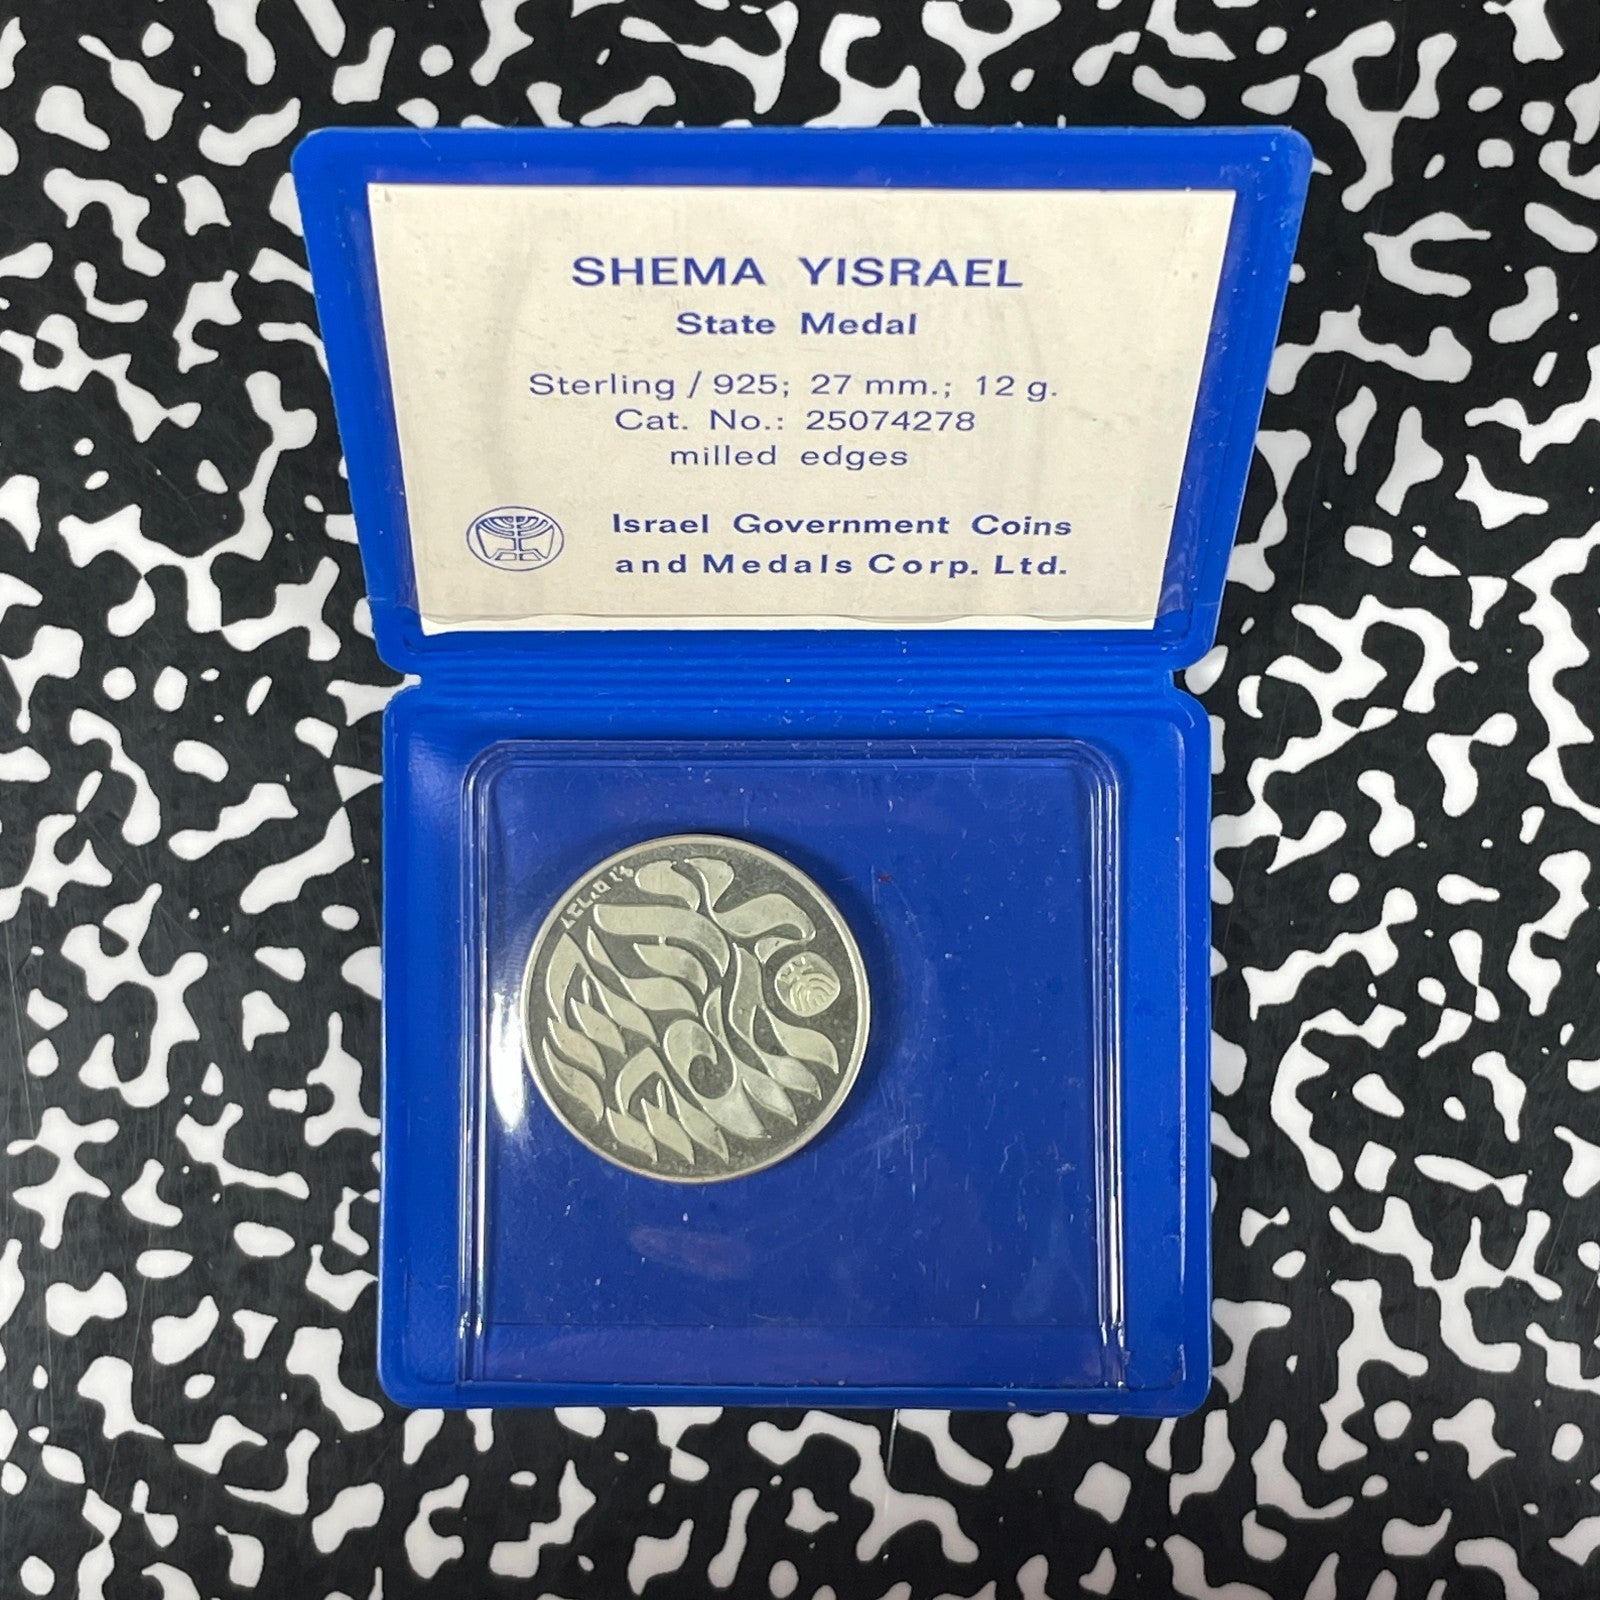 SHEMA YISRAEL
State Medal
Sterling / 925; 27 mm.; 12 g.
Cat. No.: 25074278
milled edges
Israel Government Coins
and Medals Corp. Ltd.